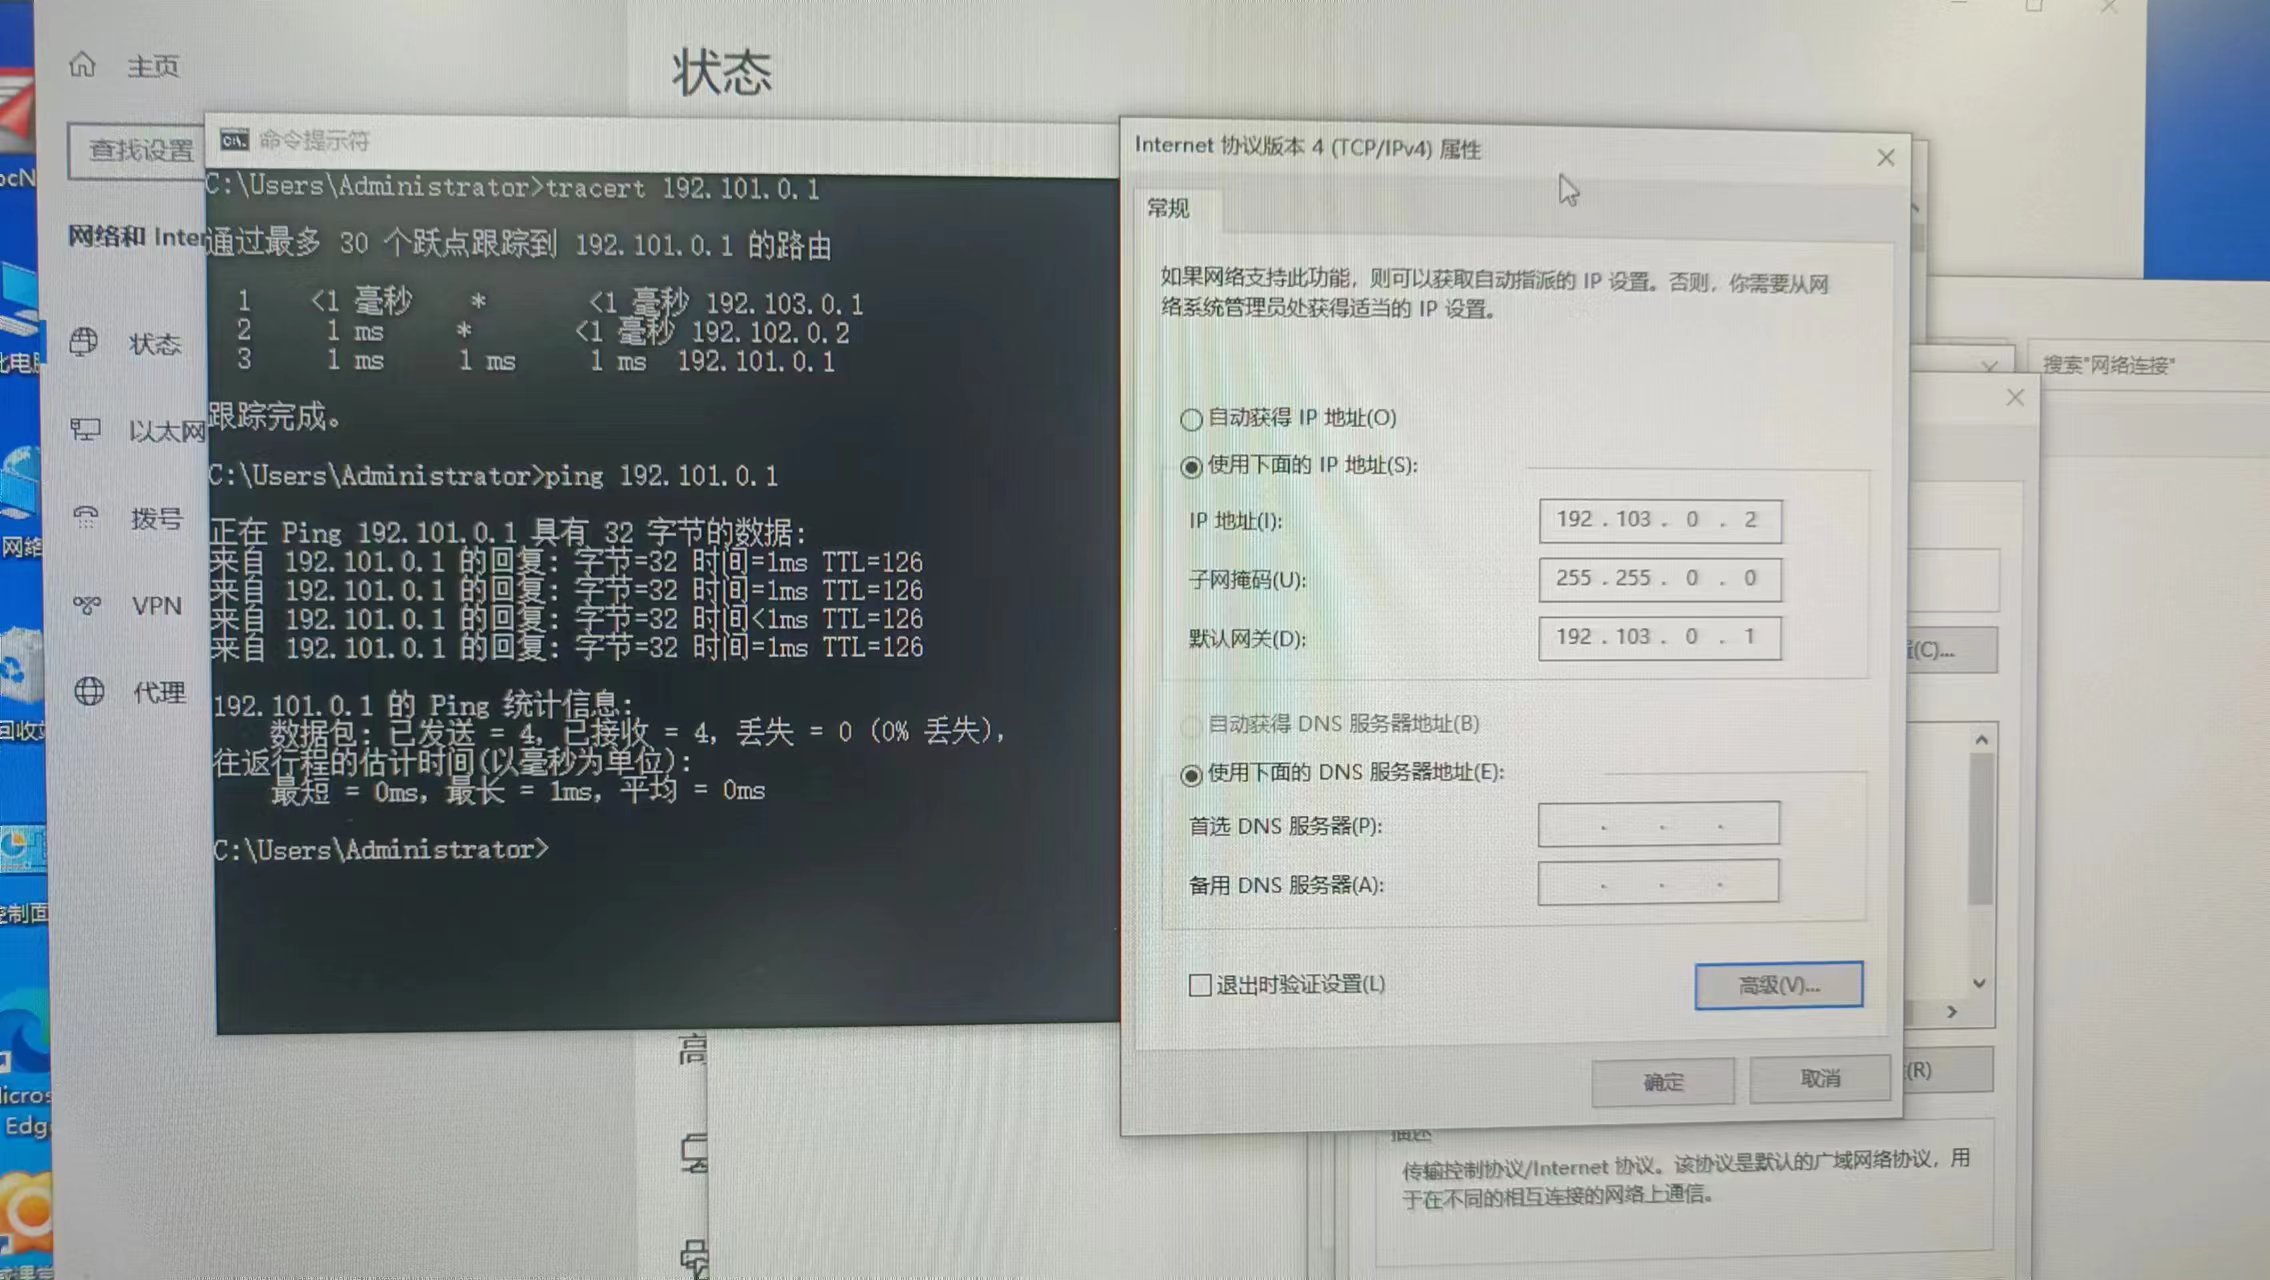 主页
状态
查找设置
网络和 Inter
状态
以太网
拨号
VPN
代理
命令提示符
C:\Users\Administrator>tracert 192.101.0.1
通过最多 30 个跃点跟踪到 192.101.0.1 的路由
1 <1 毫秒 * <1 毫秒 192.103.0.1
2 1 ms * <1 毫秒 192.102.0.2
3 1 ms 1 ms 1 ms 192.101.0.1
跟踪完成。
C:\Users\Administrator>ping 192.101.0.1
正在 Ping 192.101.0.1 具有 32 字节的数据:
来自 192.101.0.1 的回复: 字节=32 时间=1ms TTL=126
来自 192.101.0.1 的回复: 字节=32 时间=1ms TTL=126
来自 192.101.0.1 的回复: 字节=32 时间<1ms TTL=126
来自 192.101.0.1 的回复: 字节=32 时间=1ms TTL=126
192.101.0.1 的 Ping 统计信息:
数据包: 已发送 = 4, 已接收 = 4, 丢失 = 0 (0% 丢失),
往返行程的估计时间(以毫秒为单位):
最短 = 0ms, 最长 = 1ms, 平均 = 0ms
C:\Users\Administrator>
Internet 协议版本 4 (TCP/IPv4) 属性
常规
如果网络支持此功能，则可以获取自动指派的 IP 设置。否则，你需要从网
络系统管理员处获得适当的 IP 设置。
自动获得 IP 地址(O)
使用下面的 IP 地址(S):
IP 地址(I): 192 . 103 . 0 . 2
子网掩码(U): 255 . 255 . 0 . 0
默认网关(D): 192 . 103 . 0 . 1
自动获得 DNS 服务器地址(B)
使用下面的 DNS 服务器地址(E):
首选 DNS 服务器(P):
备用 DNS 服务器(A):
退出时验证设置(L)
高级(V)...
确定
取消
搜索"网络连接"
(C)...
(R)
高
描述
传输控制协议/Internet 协议。该协议是默认的广域网络协议，用
于在不同的相互连接的网络上通信。
ocN
此电脑
网络
回收站
控制面
Micros
Edg